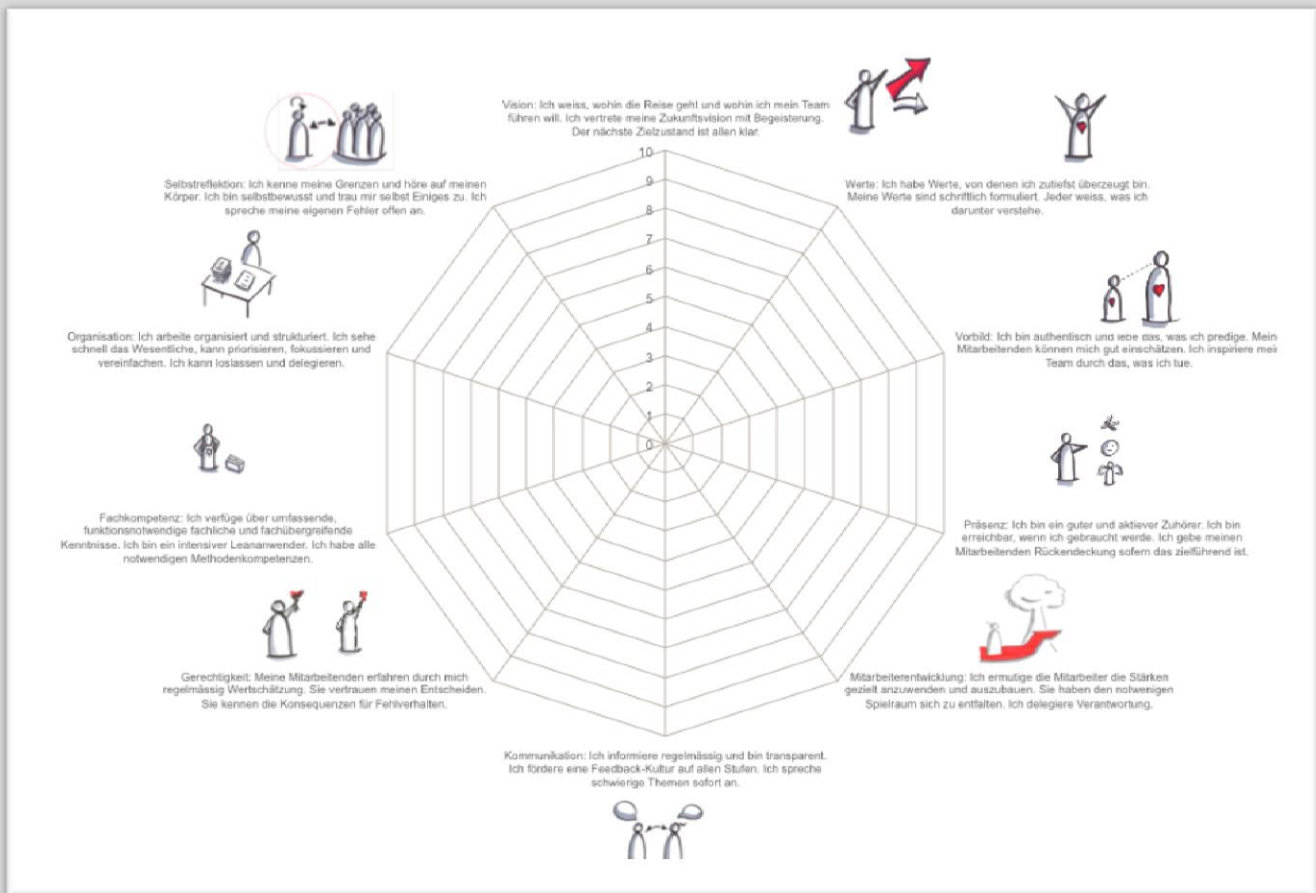 Vision: Ich weiss, wohin die Reise geht und wohin ich mein Team
führen will. Ich vertrete meine Zukunftsvision mit Begeisterung.
Der nächste Zielzustand ist allen klar.
Werte: Ich habe Werte, von denen ich zutiefst überzeugt bin.
Meine Werte sind schriftlich formuliert. Jeder weiss, was ich
darunter verstehe.
Vorbild: Ich bin authentisch und lebe das, was ich predige. Mein
Mitarbeitenden können mich gut einschätzen. Ich inspiriere mei
Team durch das, was ich tue.
Präsenz: Ich bin ein guter und aktiever Zuhörer. Ich bin
erreichbar, wenn ich gebraucht werde. Ich gebe meinen
Mitarbeitenden Rückendeckung sofern das zielführend ist.
Mitarbeiterentwicklung: Ich ermutige die Mitarbeiter die Stärken
gezielt anzuwenden und auszubauen. Sie haben den notwenigen
Spielraum sich zu entfalten. Ich delegiere Verantwortung.
Kommunikation: Ich informiere regelmässig und bin transparent.
Ich fördere eine Feedback-Kultur auf allen Stufen. Ich spreche
schwierige Themen sofort an.
Gerechtigkeit: Meine Mitarbeitenden erfahren durch mich
regelmässig Wertschätzung. Sie vertrauen meinen Entscheiden.
Sie kennen die Konsequenzen für Fehlverhalten.
Fachkompetenz: Ich verfüge über umfassende,
funktionsnotwendige fachliche und fachübergreifende
Kenntnisse. Ich bin ein intensiver Leananwender. Ich habe alle
notwendigen Methodenkompetenzen.
Organisation: Ich arbeite organisiert und strukturiert. Ich sehe
schnell das Wesentliche, kann priorisieren, fokussieren und
vereinfachen. Ich kann loslassen und delegieren.
Selbstreflektion: Ich kenne meine Grenzen und höre auf meinen
Körper. Ich bin selbstbewusst und trau mir selbst Einiges zu. Ich
spreche meine eigenen Fehler offen an.
10
9
8
7
6
5
4
3
2
1
0